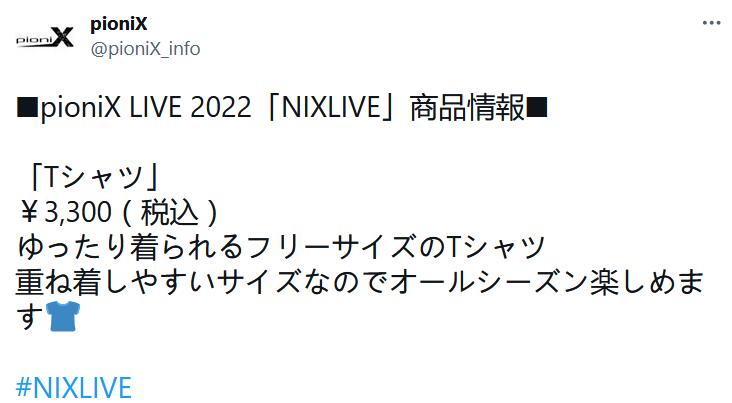 pioniX
pioniX
@pioniX_info
■pioniX LIVE 2022「NIXLIVE」商品情報■
「Tシャツ」
￥3,300（税込）
ゆったり着られるフリーサイズのTシャツ
重ね着しやすいサイズなのでオールシーズン楽しめま
す👕
#NIXLIVE